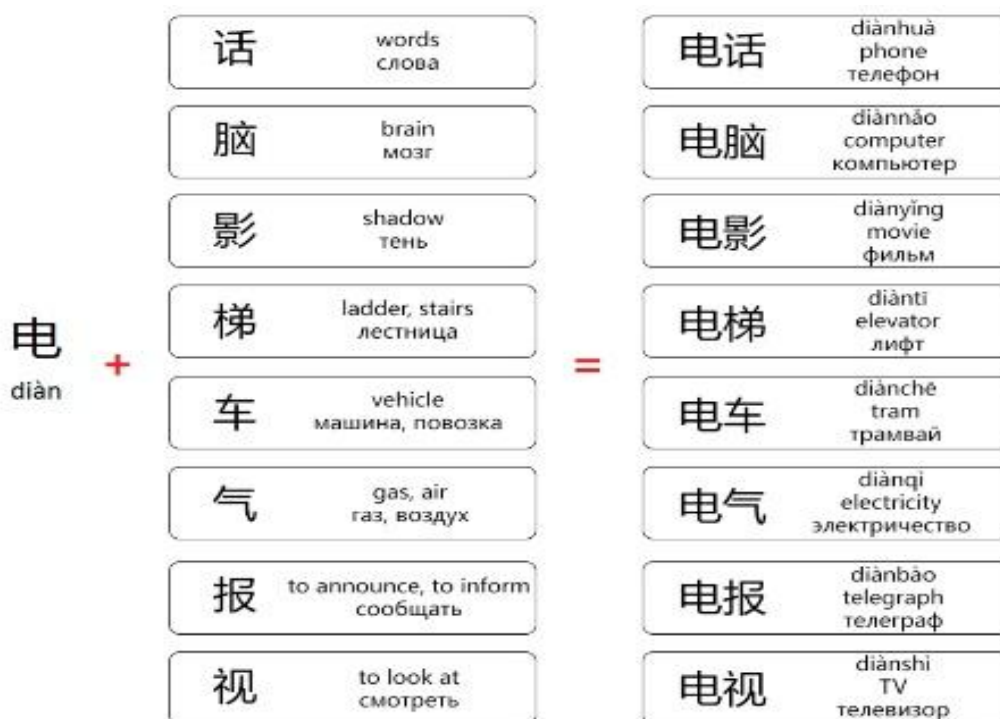 话
words
слова
电话
diànhuà
phone
телефон
脑
brain
мозг
电脑
diànnǎo
computer
компьютер
影
shadow
тень
电影
diànyǐng
movie
фильм
梯
ladder, stairs
лестница
电梯
diàntī
elevator
лифт
电
diàn
+
=
车
vehicle
машина, повозка
电车
diànchē
tram
трамвай
气
gas, air
газ, воздух
电气
diànqì
electricity
электричество
报
to announce, to inform
сообщать
电报
diànbào
telegraph
телеграф
视
to look at
смотреть
电视
diànshì
TV
телевизор